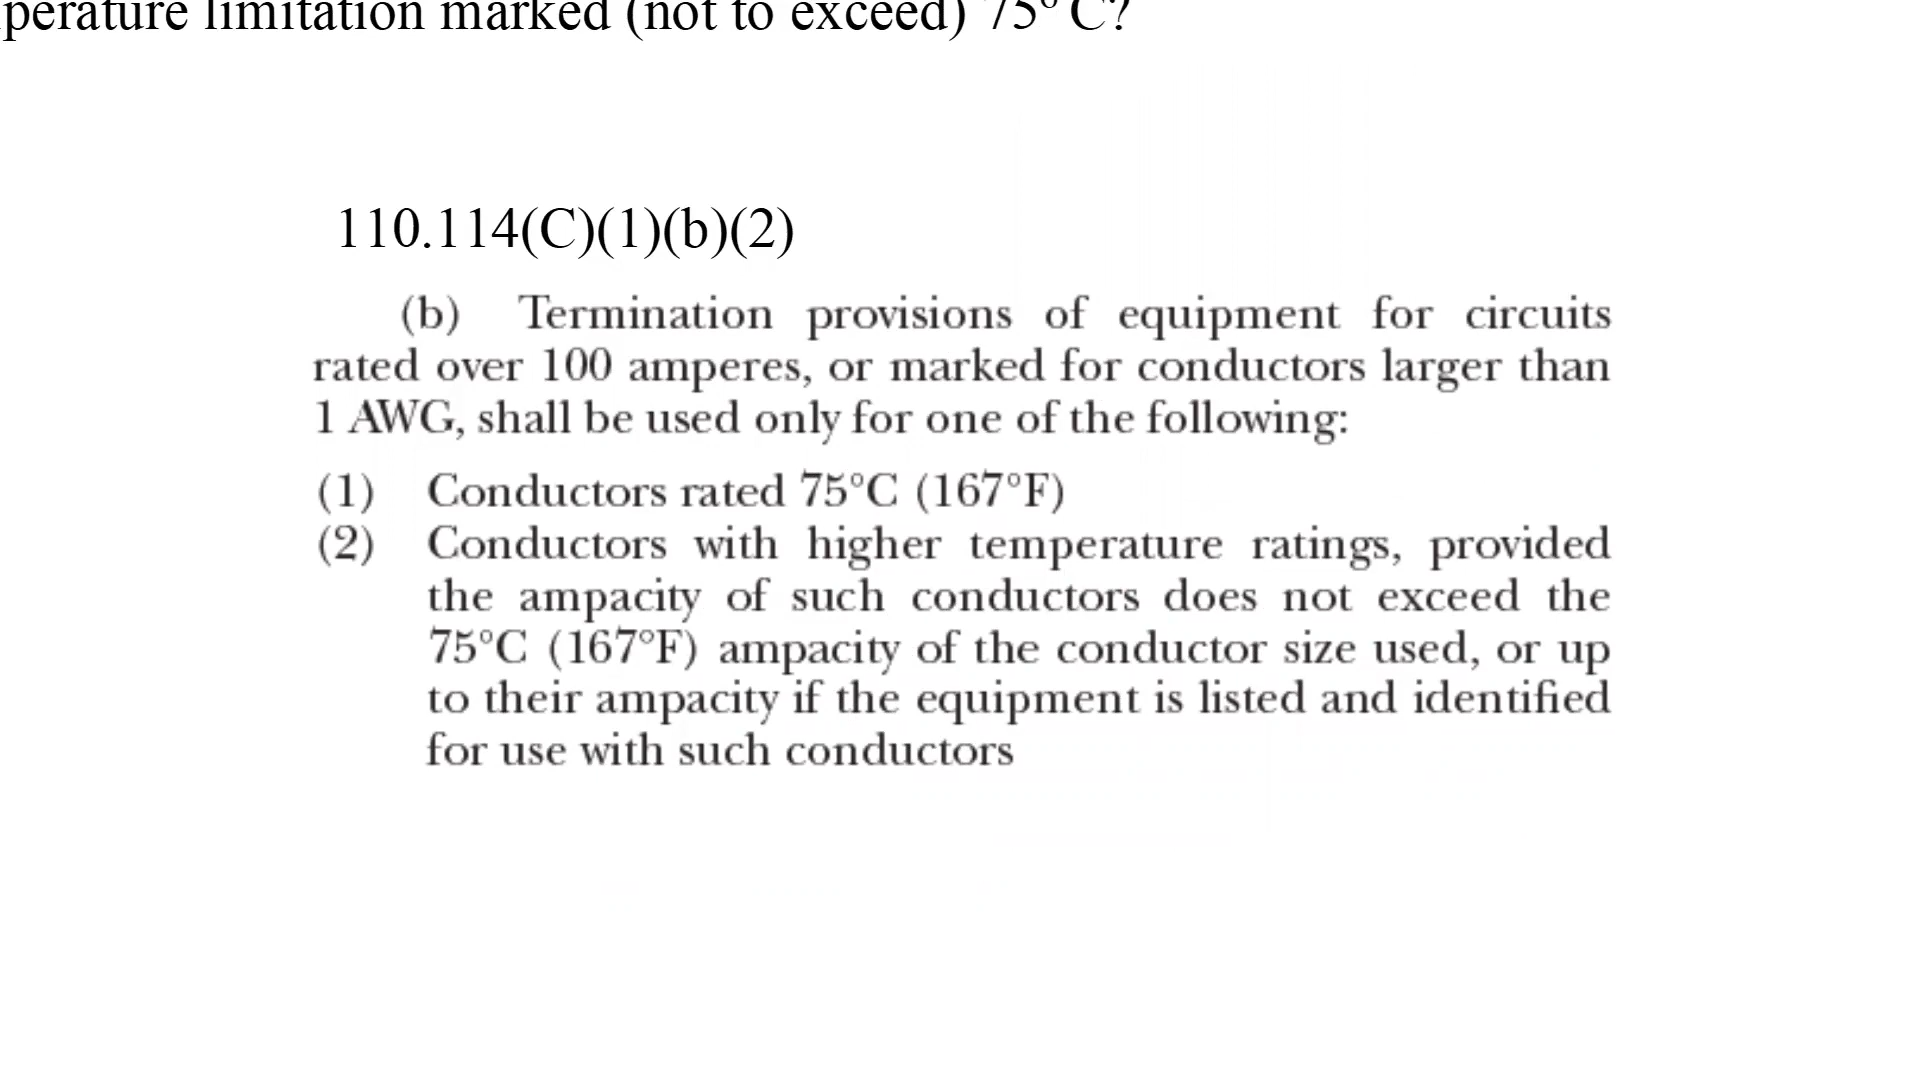 perature limitation marked (not to exceed) 75° C?
110.114(C)(1)(b)(2)
(b) Termination provisions of equipment for circuits
rated over 100 amperes, or marked for conductors larger than
1 AWG, shall be used only for one of the following:
(1) Conductors rated 75°C (167°F)
(2) Conductors with higher temperature ratings, provided
the ampacity of such conductors does not exceed the
75°C (167°F) ampacity of the conductor size used, or up
to their ampacity if the equipment is listed and identified
for use with such conductors